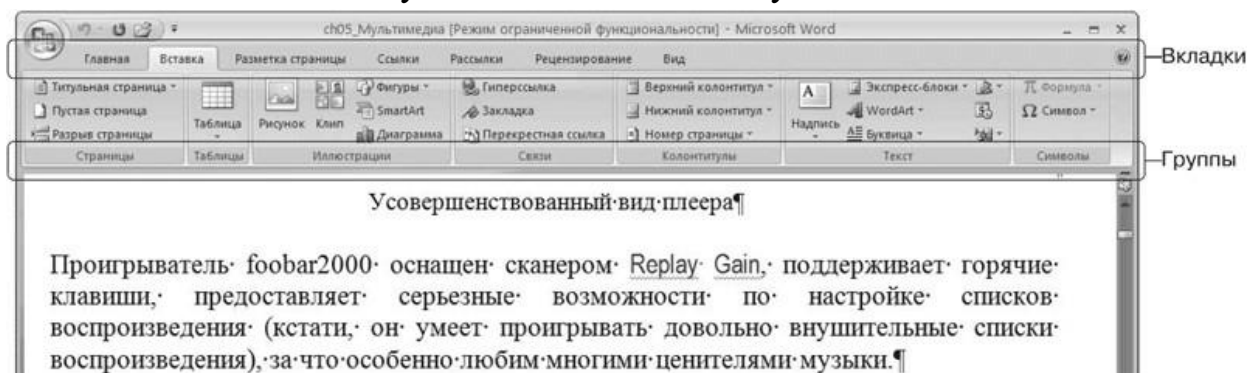 ch05_Мультимедиа [Режим ограниченной функциональности] - Microsoft Word
Главная Вставка Разметка страницы Ссылки Рассылки Рецензирование Вид
Вкладки
Титульная страница Фигуры Гиперссылка Верхний колонтитул Экспресс-блоки Формула
Пустая страница SmartArt Закладка Нижний колонтитул WordArt Символ
Таблица Рисунок Клип Надпись
Разрыв страницы Диаграмма Перекрестная ссылка Номер страницы Буквица
Страницы Таблицы Иллюстрации Связи Колонтитулы Текст Символы
Группы
Усовершенствованный·вид·плеера¶
Проигрыватель· foobar2000· оснащен· сканером· Replay· Gain,· поддерживает· горячие·
клавиши,· предоставляет· серьезные· возможности· по· настройке· списков·
воспроизведения· (кстати,· он· умеет· проигрывать· довольно· внушительные· списки·
воспроизведения),·за·что·особенно·любим·многими·ценителями·музыки.¶